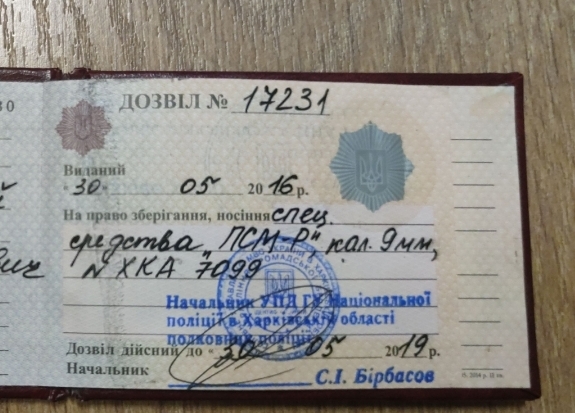 ДОЗВІЛ № 17231
Виданий
"30" 05 2016 р.
На право зберігання, носіння спец.
средства "ПСМ Р", кал. 9мм,
N ХКА 7099
Начальник УПД ГУ Національної
поліції в Харківській області
полковник поліції
Дозвіл дійсний до "30" 05 2019 р.
Начальник
С.І. Бірбасов